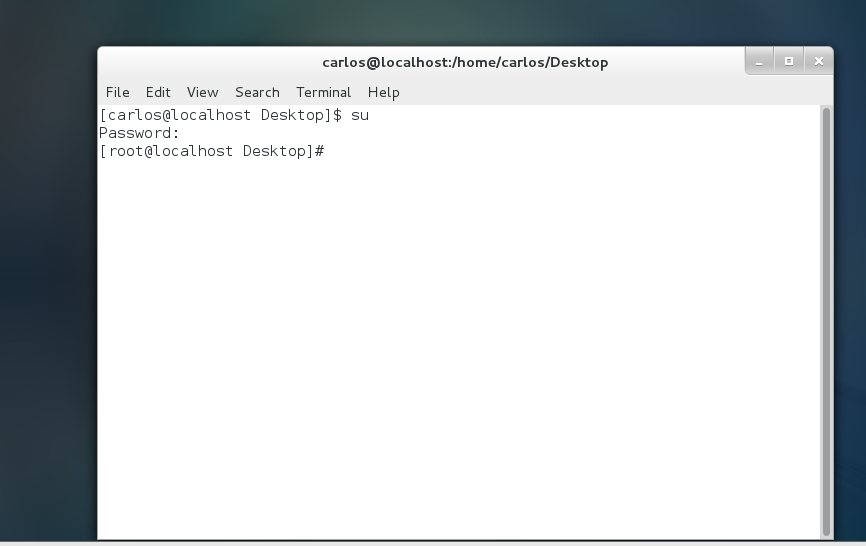 carlos@localhost:/home/carlos/Desktop
File Edit View Search Terminal Help
[carlos@localhost Desktop]$ su
Password:
[root@localhost Desktop]#